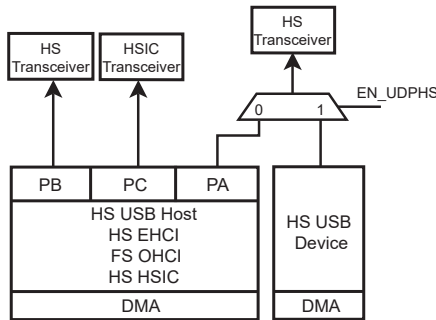 HS
Transceiver
HSIC
Transceiver
HS
Transceiver
EN_UDPHS
0
1
PB
PC
PA
HS USB Host
HS EHCI
FS OHCI
HS HSIC
DMA
HS USB
Device
DMA